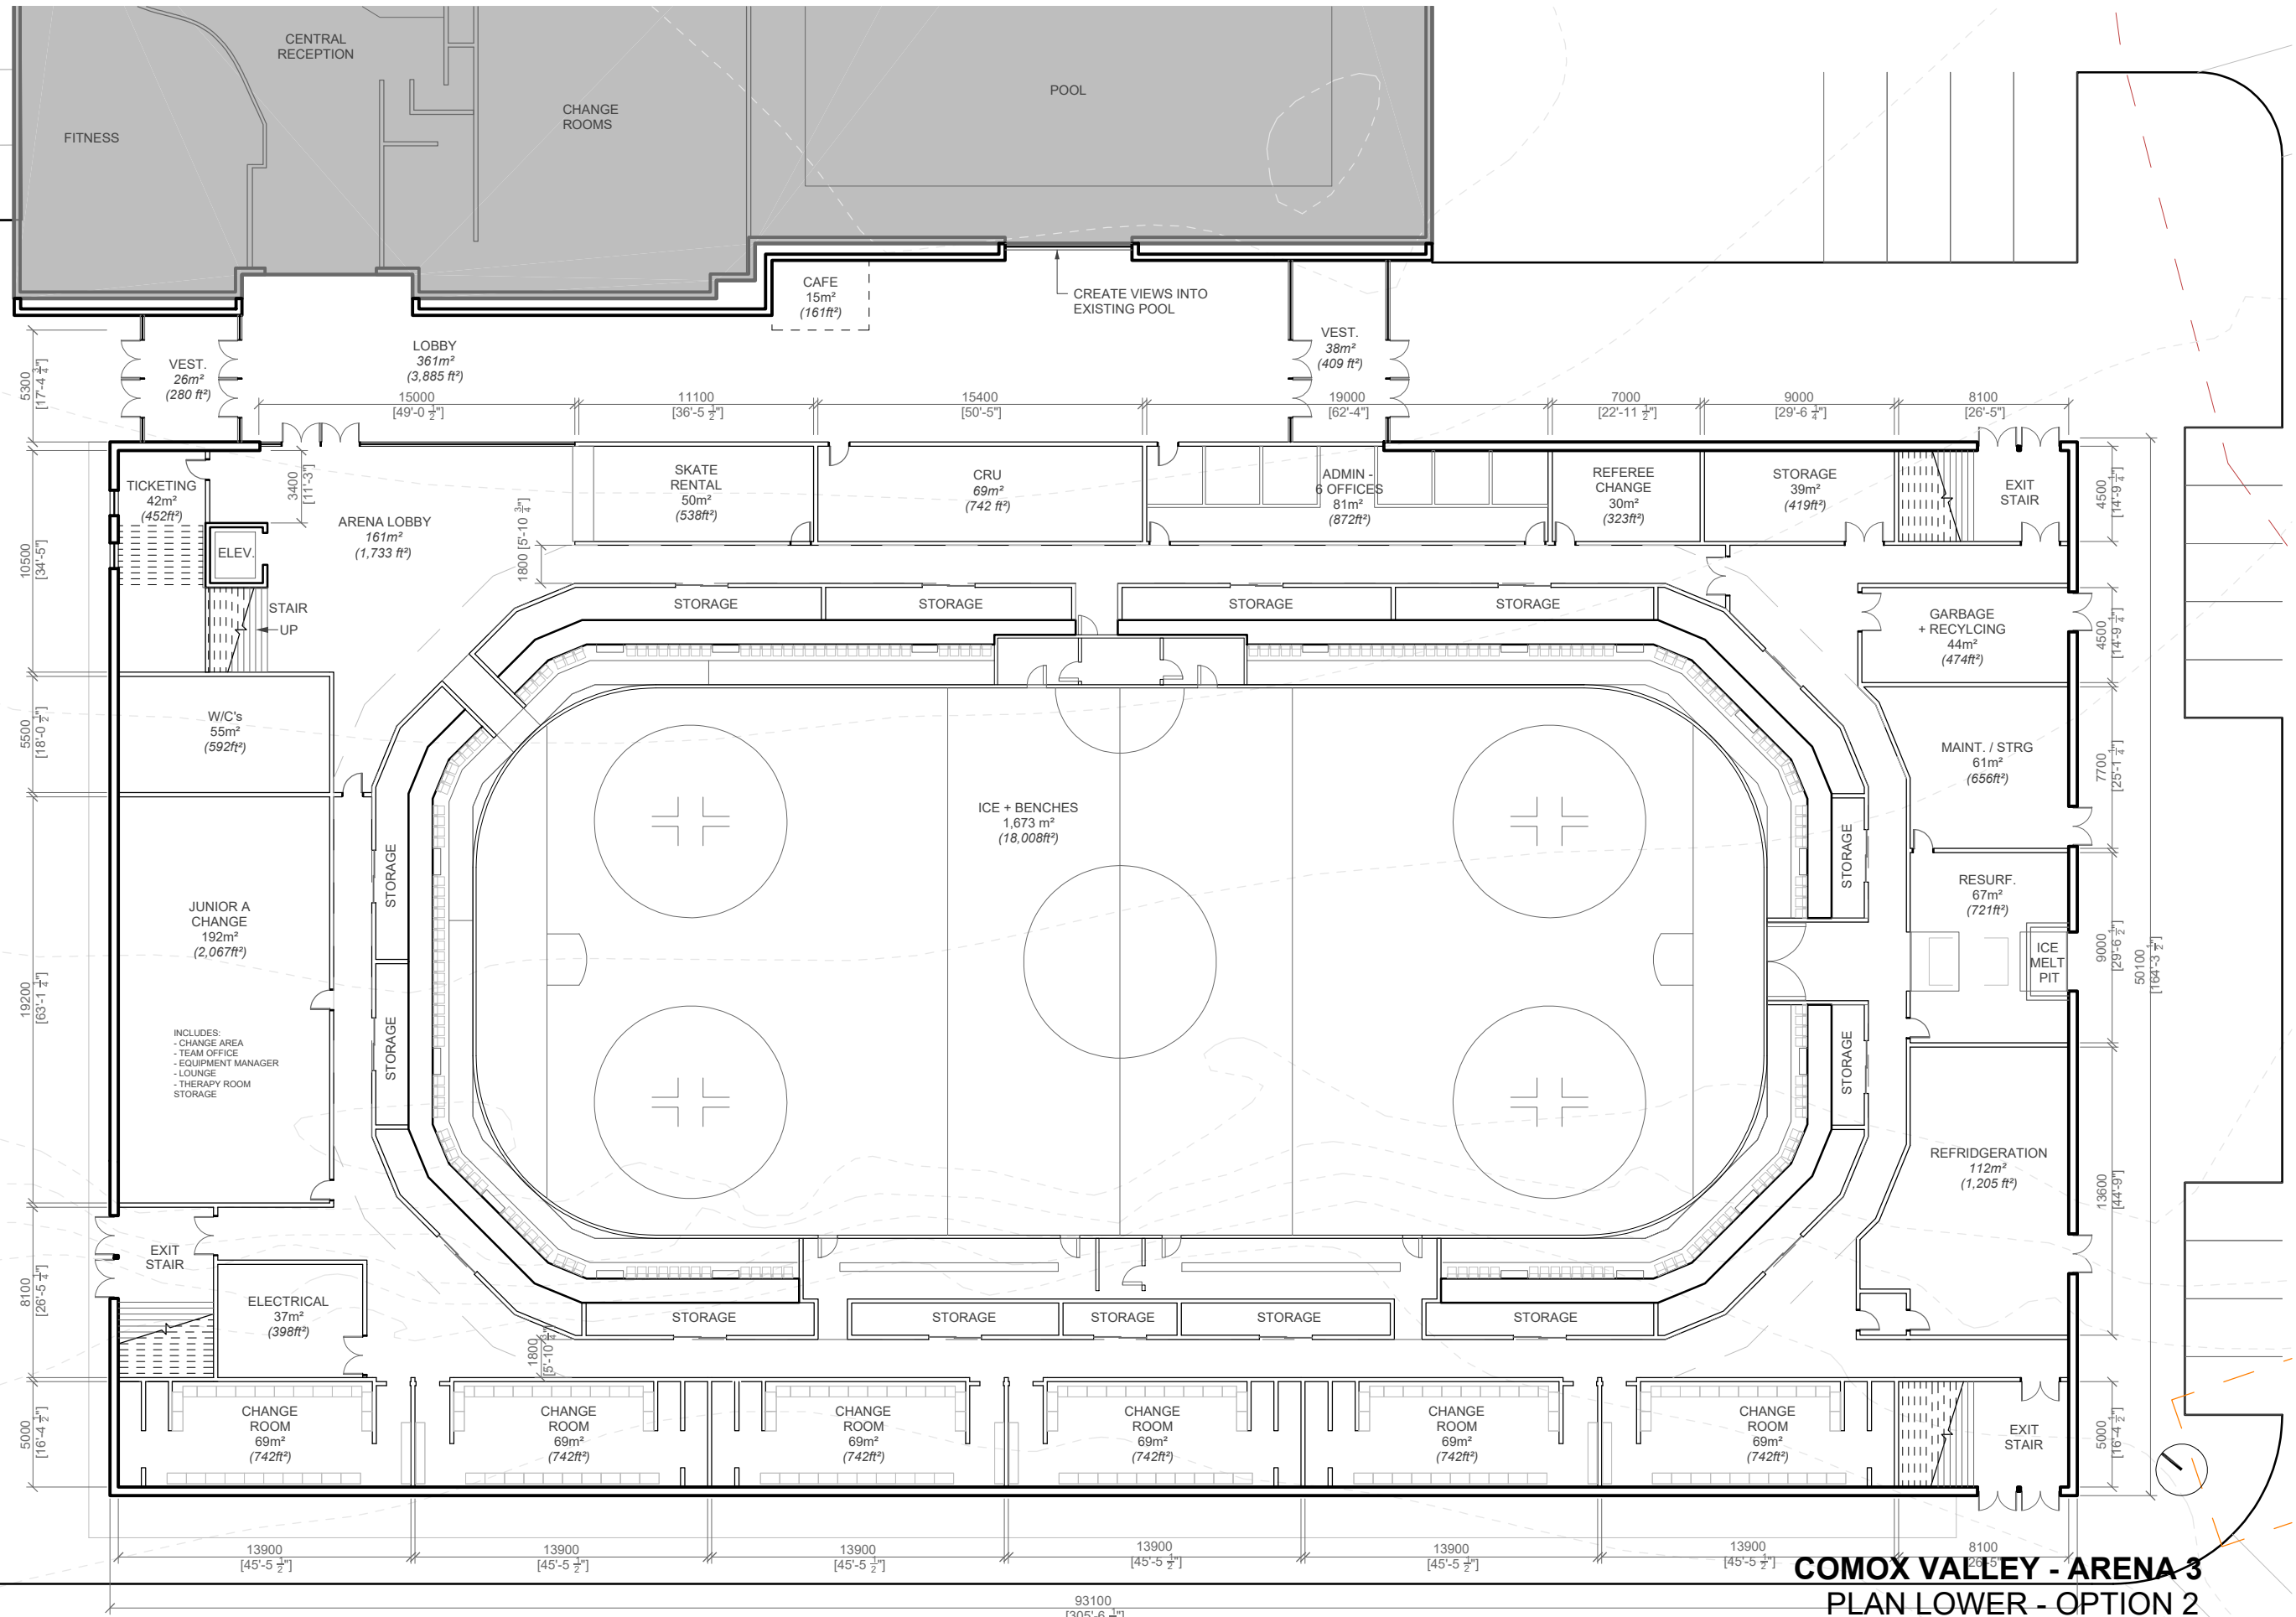 CENTRAL
RECEPTION
FITNESS
CHANGE
ROOMS
POOL
CAFE
15m²
(161ft²)
CREATE VIEWS INTO
EXISTING POOL
VEST.
26m²
(280 ft²)
LOBBY
361m²
(3,885 ft²)
VEST.
38m²
(409 ft²)
5300
[17'-4 3/4"]
15000
[49'-0 1/2"]
11100
[36'-5 1/2"]
15400
[50'-5"]
19000
[62'-4"]
7000
[22'-11 1/2"]
9000
[29'-6 1/4"]
8100
[26'-5"]
TICKETING
42m²
(452ft²)
3400
[11'-3"]
ARENA LOBBY
161m²
(1,733 ft²)
ELEV.
SKATE
RENTAL
50m²
(538ft²)
CRU
69m²
(742 ft²)
ADMIN -
6 OFFICES
81m²
(872ft²)
REFEREE
CHANGE
30m²
(323ft²)
STORAGE
39m²
(419ft²)
EXIT
STAIR
4500
[14'-9 1/4"]
10500
[34'-5"]
1800 [5'-10 3/4"]
STAIR
UP
STORAGE
STORAGE
STORAGE
STORAGE
GARBAGE
+ RECYLCING
44m²
(474ft²)
4500
[14'-9 1/4"]
W/C's
55m²
(592ft²)
5500
[18'-0 1/2"]
MAINT. / STRG
61m²
(656ft²)
7700
[25'-1 1/4"]
ICE + BENCHES
1,673 m²
(18,008ft²)
STORAGE
STORAGE
JUNIOR A
CHANGE
192m²
(2,067ft²)
RESURF.
67m²
(721ft²)
ICE
MELT
PIT
9000
[29'-6 1/2"]
50100
[164'-3 1/2"]
19200
[63'-1 1/4"]
INCLUDES:
- CHANGE AREA
- TEAM OFFICE
- EQUIPMENT MANAGER
- LOUNGE
- THERAPY ROOM
STORAGE
STORAGE
STORAGE
REFRIDGERATION
112m²
(1,205 ft²)
13600
[44'-9"]
EXIT
STAIR
8100
[26'-5 1/4"]
ELECTRICAL
37m²
(398ft²)
STORAGE
STORAGE
STORAGE
STORAGE
STORAGE
1800
[5'-10 3/4"]
CHANGE
ROOM
69m²
(742ft²)
CHANGE
ROOM
69m²
(742ft²)
CHANGE
ROOM
69m²
(742ft²)
CHANGE
ROOM
69m²
(742ft²)
CHANGE
ROOM
69m²
(742ft²)
CHANGE
ROOM
69m²
(742ft²)
EXIT
STAIR
5000
[16'-4 1/2"]
5000
[16'-4 1/2"]
13900
[45'-5 1/2"]
13900
[45'-5 1/2"]
13900
[45'-5 1/2"]
13900
[45'-5 1/2"]
13900
[45'-5 1/2"]
13900
[45'-5 1/2"]
8100
[26'-5"]
COMOX VALLEY - ARENA 3
PLAN LOWER - OPTION 2
93100
[305'-6 1/2"]